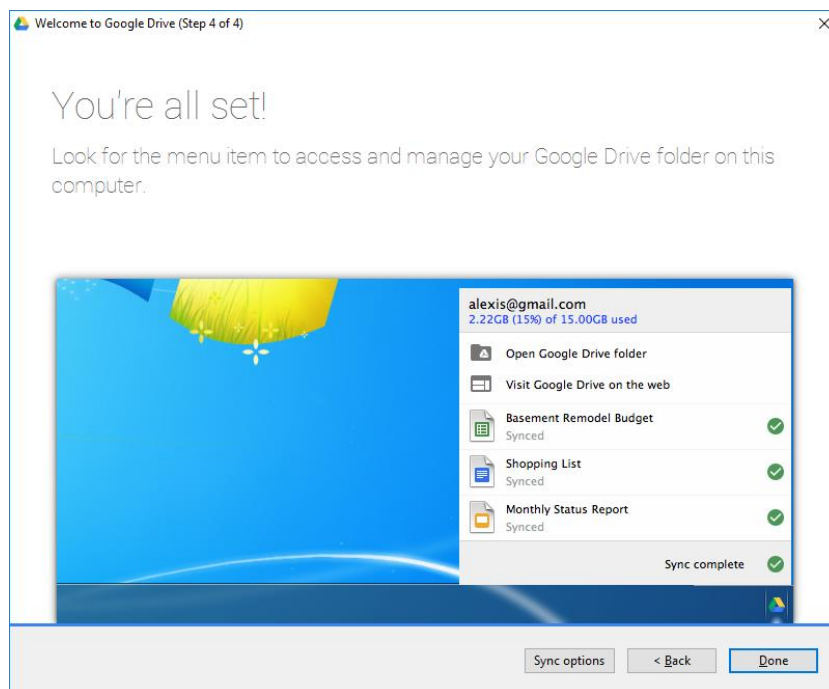 Welcome to Google Drive (Step 4 of 4)
You're all set!
Look for the menu item to access and manage your Google Drive folder on this
computer.
alexis@gmail.com
2.22GB (15%) of 15.00GB used
Open Google Drive folder
Visit Google Drive on the web
Basement Remodel Budget
Synced
Shopping List
Synced
Monthly Status Report
Synced
Sync complete
Sync options
< Back
Done